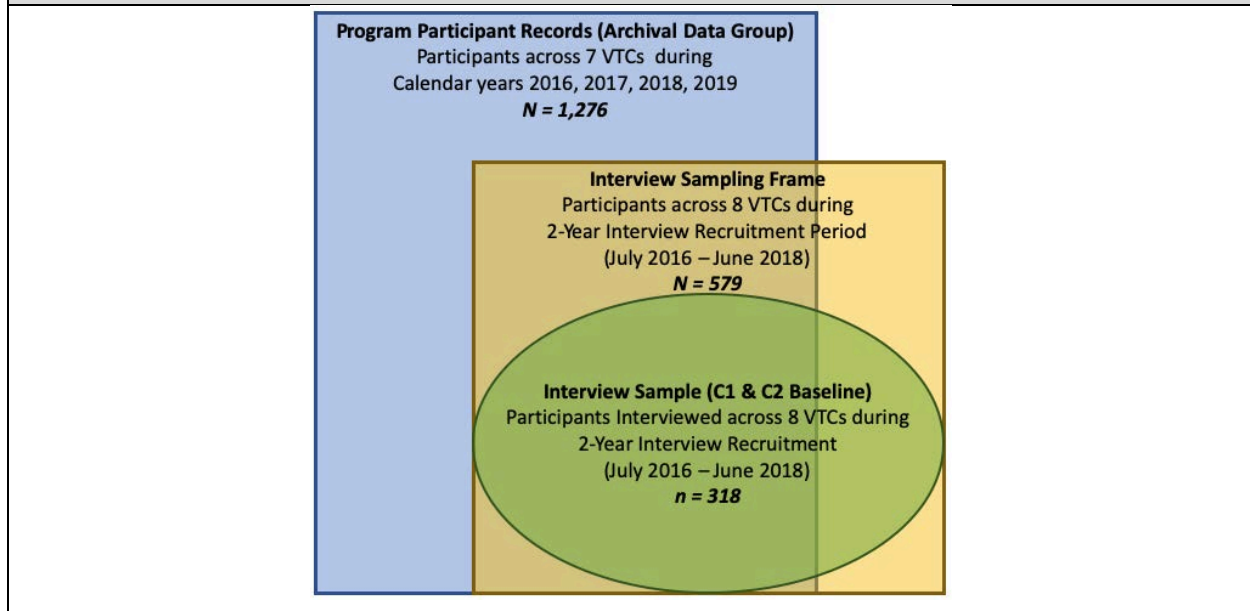 Program Participant Records (Archival Data Group)
Participants across 7 VTCs during
Calendar years 2016, 2017, 2018, 2019
N = 1,276
Interview Sampling Frame
Participants across 8 VTCs during
2-Year Interview Recruitment Period
(July 2016 – June 2018)
N = 579
Interview Sample (C1 & C2 Baseline)
Participants Interviewed across 8 VTCs during
2-Year Interview Recruitment
(July 2016 – June 2018)
n = 318